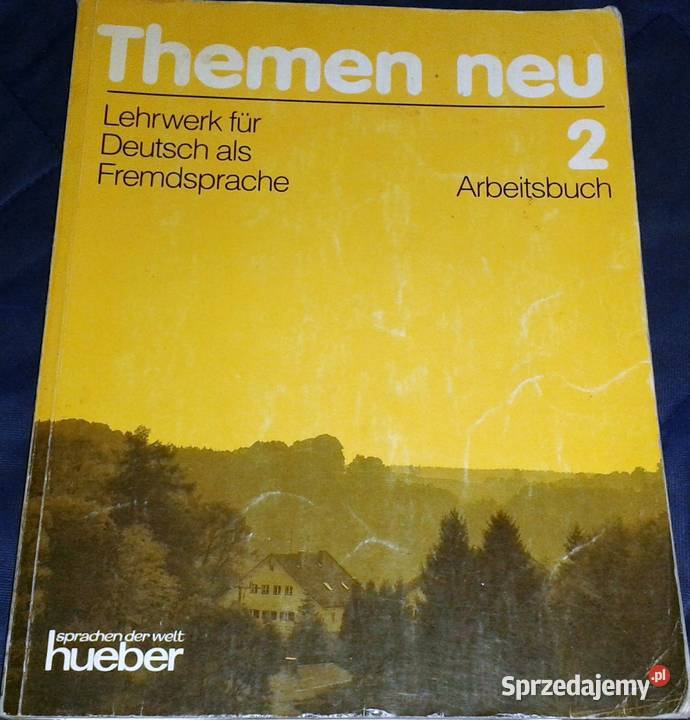 Themen neu
Lehrwerk für
Deutsch als
Fremdsprache
2
Arbeitsbuch
sprachen der welt
hueber
Sprzedajemy.pl